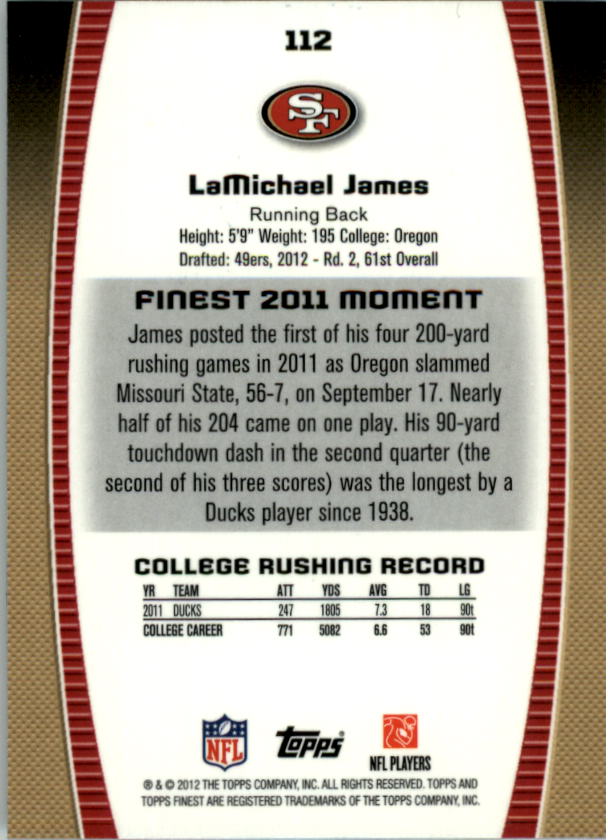 112
SF
LaMichael James
Running Back
Height: 5'9" Weight: 195 College: Oregon
Drafted: 49ers, 2012 - Rd. 2, 61st Overall
FINEST 2011 MOMENT
James posted the first of his four 200-yard
rushing games in 2011 as Oregon slammed
Missouri State, 56-7, on September 17. Nearly
half of his 204 came on one play. His 90-yard
touchdown dash in the second quarter (the
second of his three scores) was the longest by a
Ducks player since 1938.
COLLEGE RUSHING RECORD
YR TEAM ATT YDS AVG TD LG
2011 DUCKS 247 1805 7.3 18 90t
COLLEGE CAREER 771 5082 6.6 53 90t
NFL Topps® NFL PLAYERS
® & © 2012 THE TOPPS COMPANY, INC. ALL RIGHTS RESERVED. TOPPS AND
TOPPS FINEST ARE REGISTERED TRADEMARKS OF THE TOPPS COMPANY, INC.